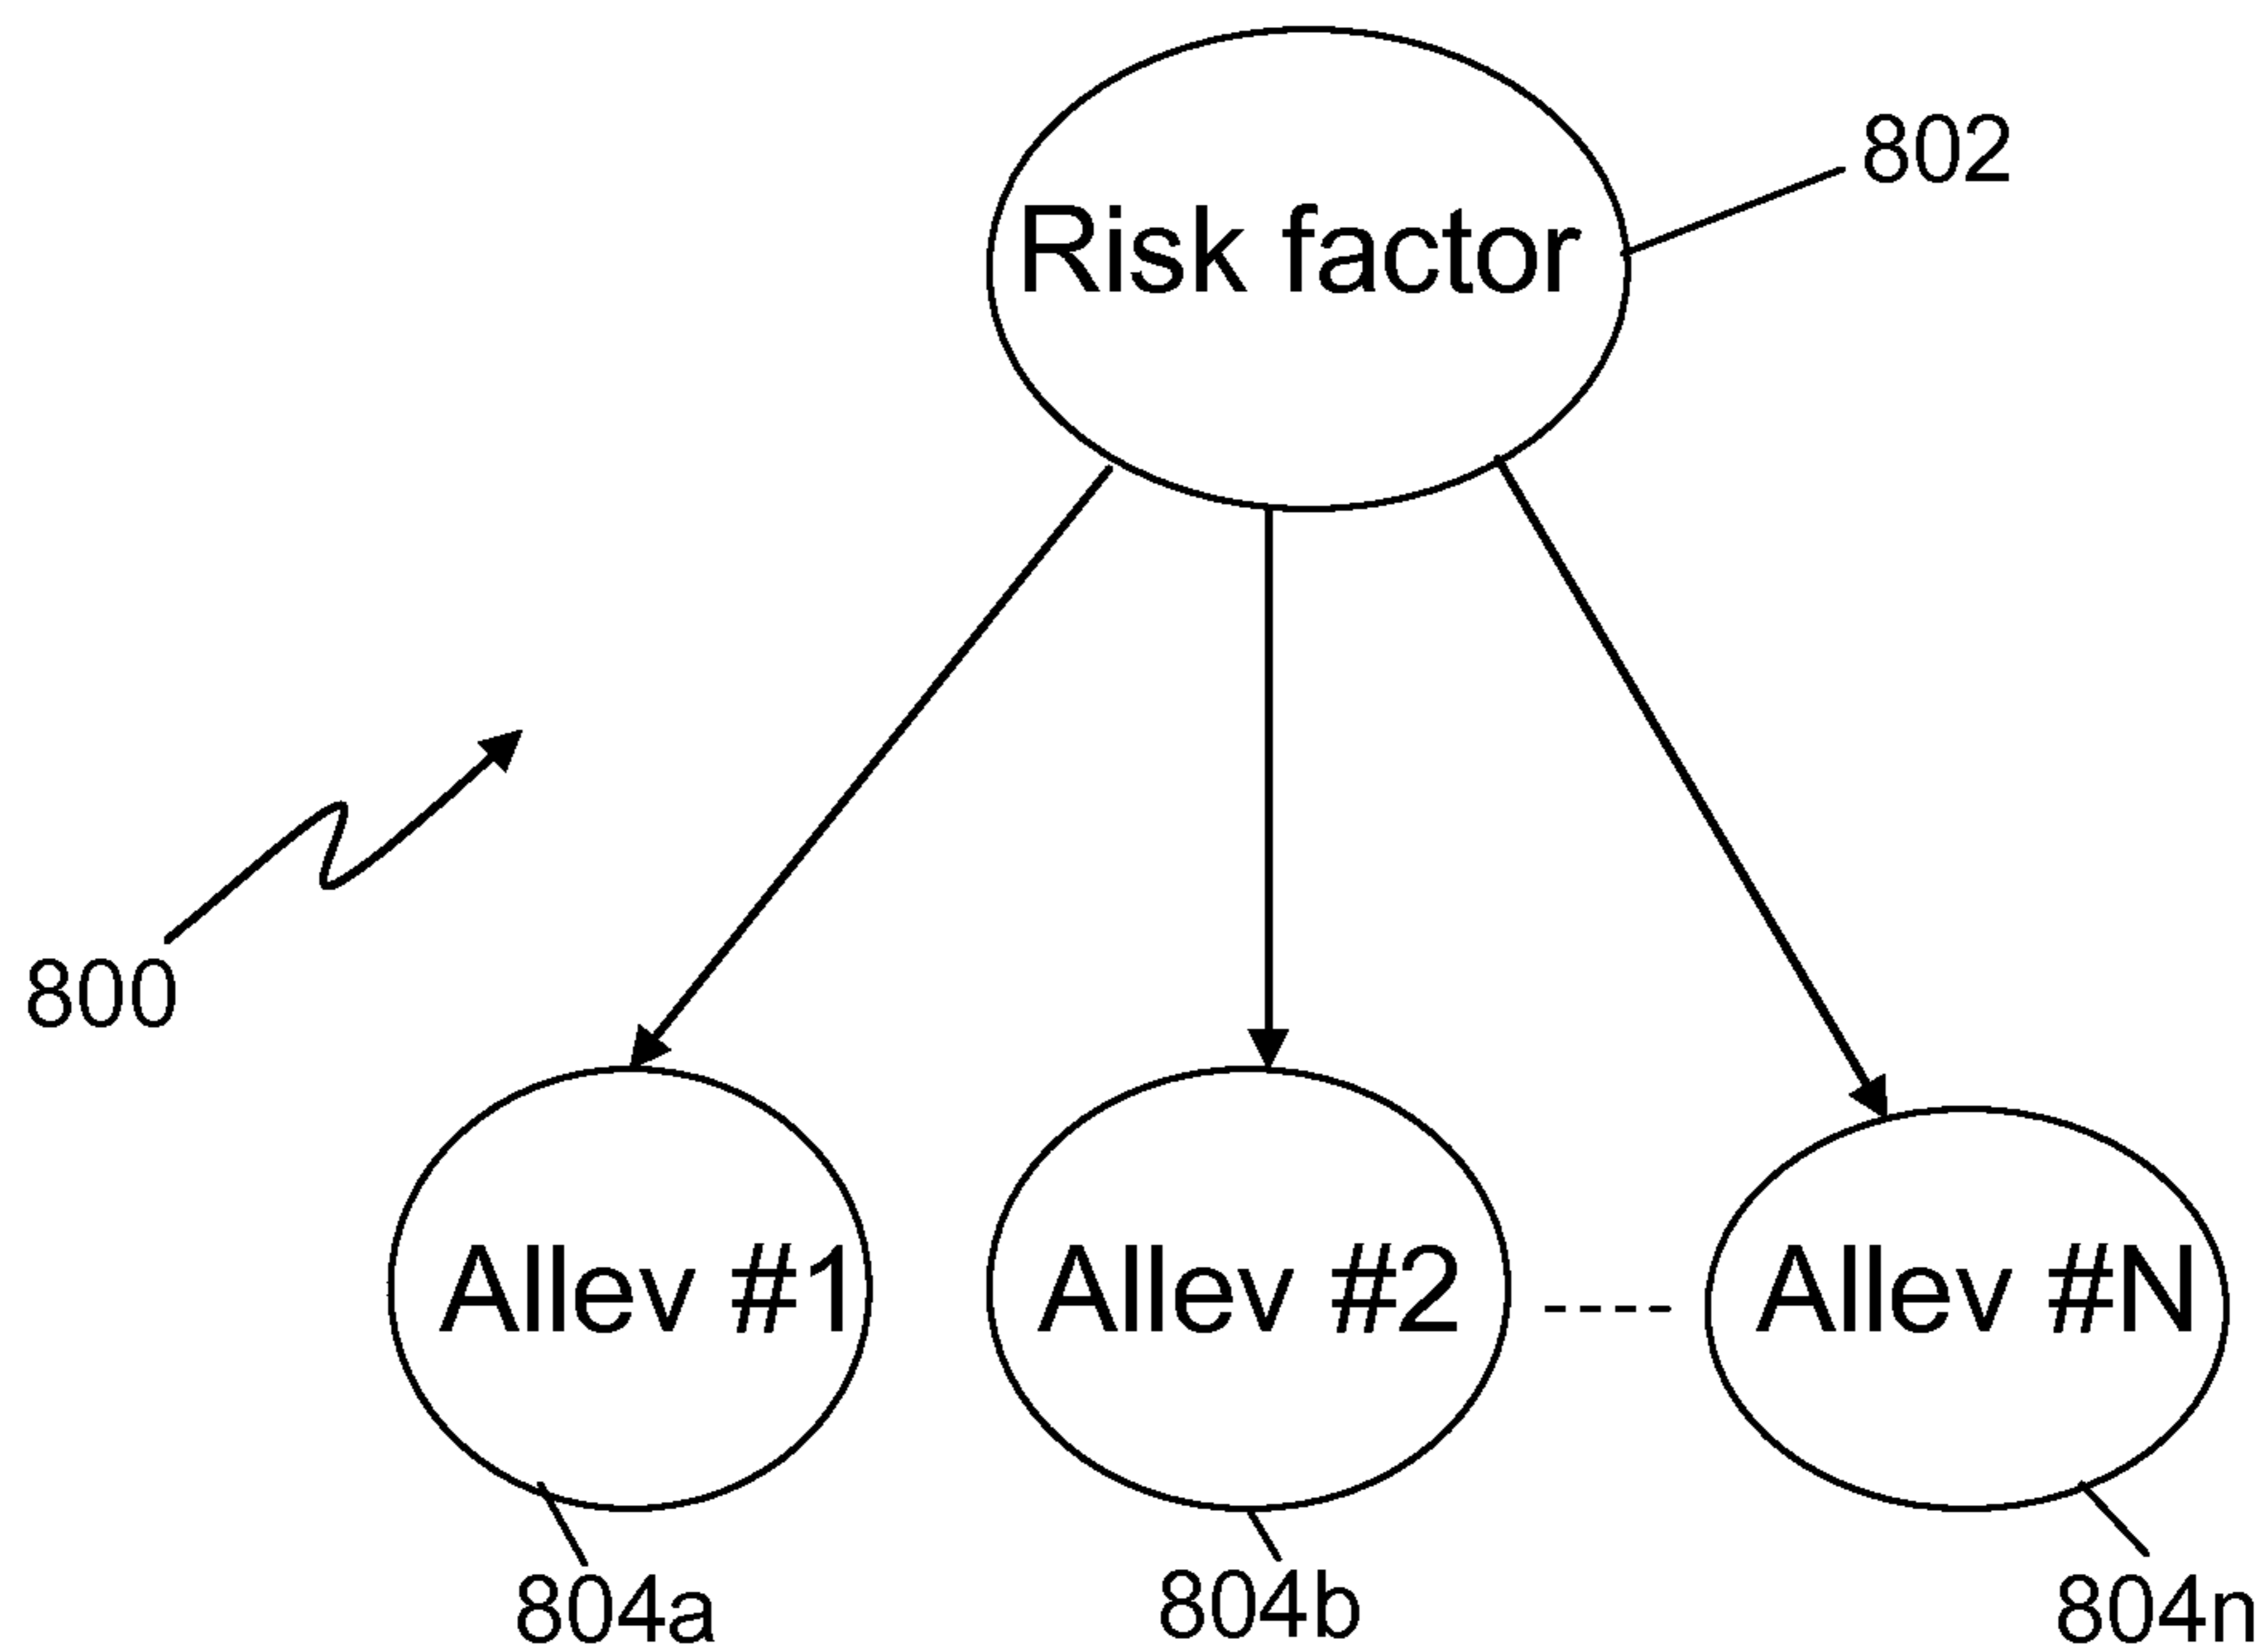 802
Risk factor
800
Allev #1
Allev #2
----
Allev #N
804a
804b
804n